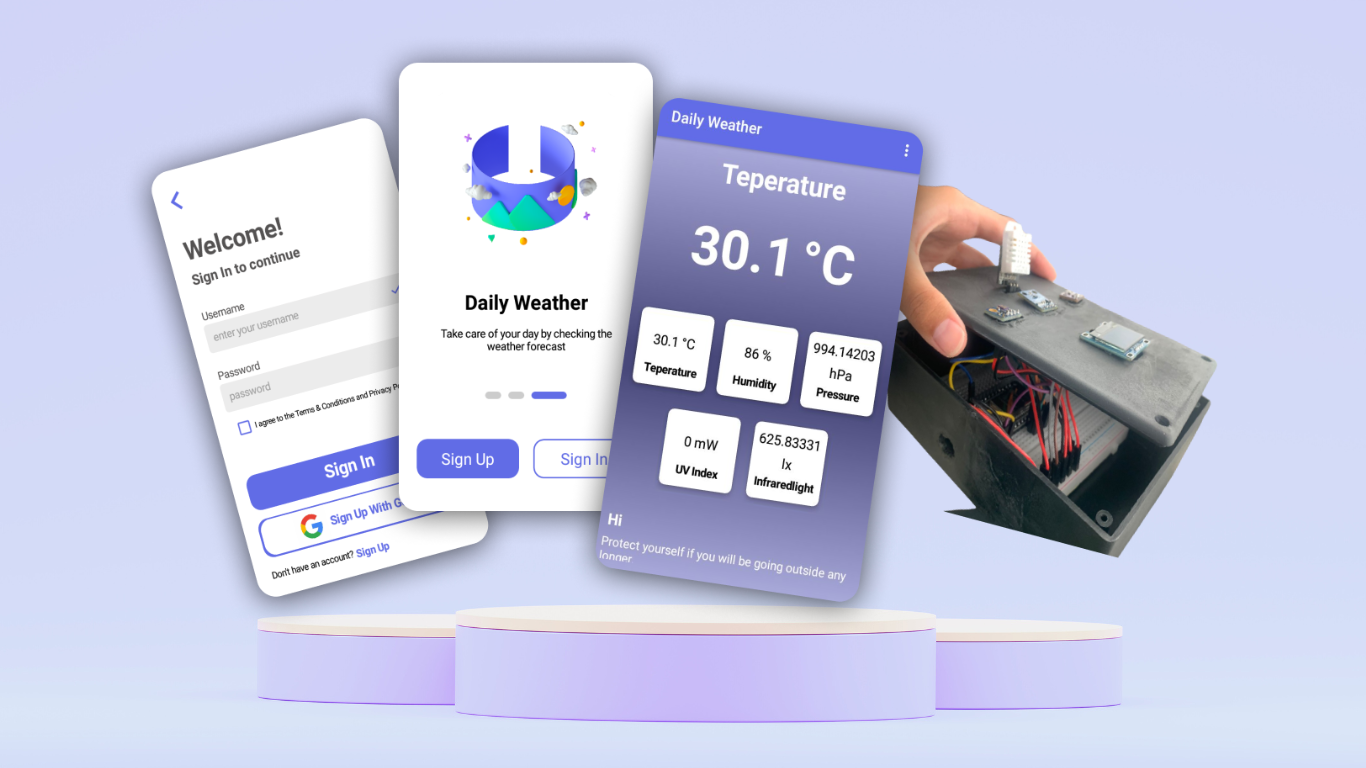 Welcome!
Sign In to continue
Username
enter your username
Password
password
I agree to the Terms & Conditions and Privacy
Sign In
Sign Up With G
Don't have an account? Sign Up
Daily Weather
Take care of your day by checking the
weather forecast
Sign Up
Sign In
Daily Weather
Teperature
30.1 °C
30.1 °C
Teperature
86 %
Humidity
994.14203
hPa
Pressure
0 mW
UV Index
625.83331
lx
Infraredlight
Hi
Protect yourself if you will be going outside any
longer